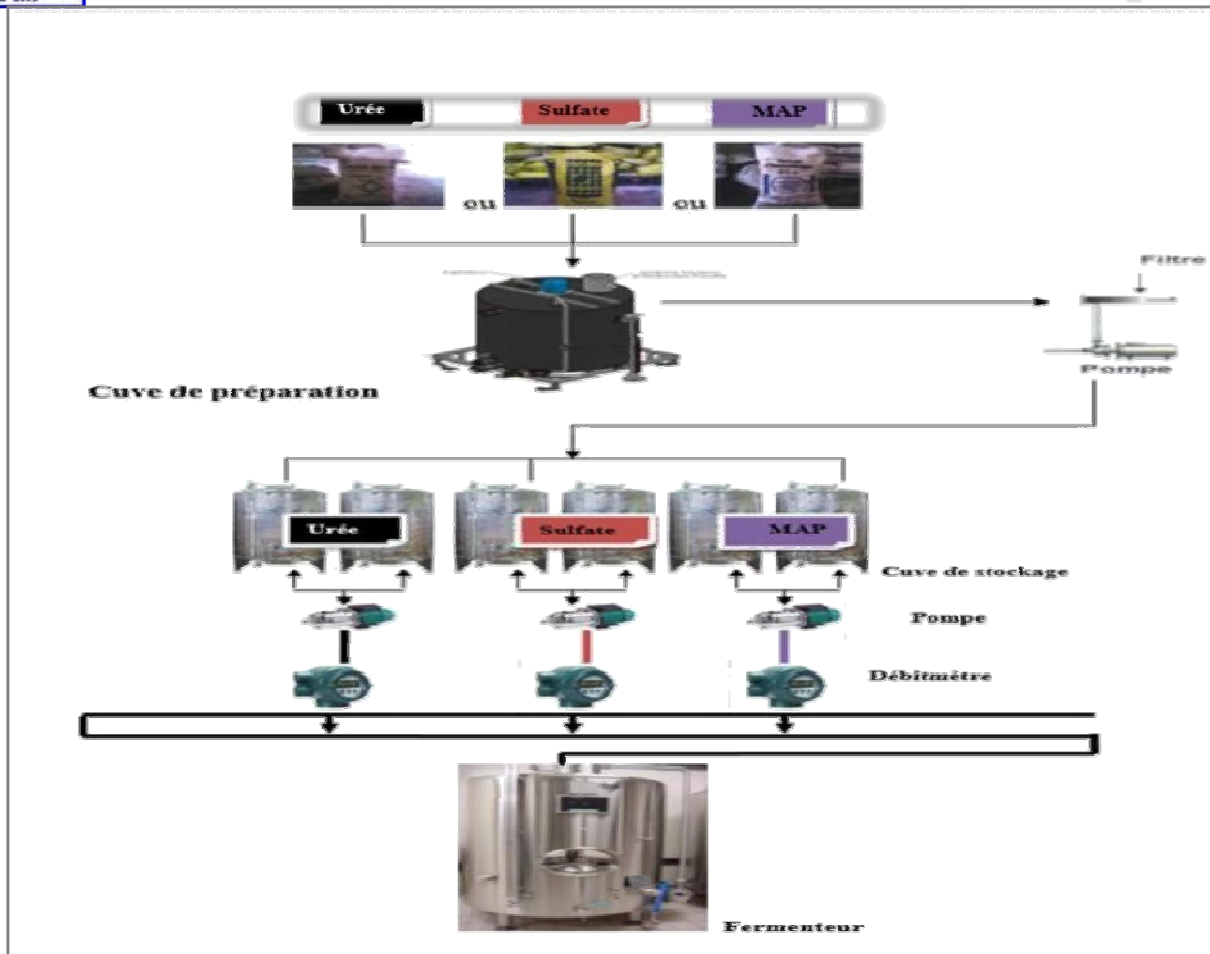 Urée
Sulfate
MAP
ou
ou
Filtre
Pompe
Cuve de préparation
Urée
Sulfate
MAP
Cuve de stockage
Pompe
Débitmètre
Fermenteur